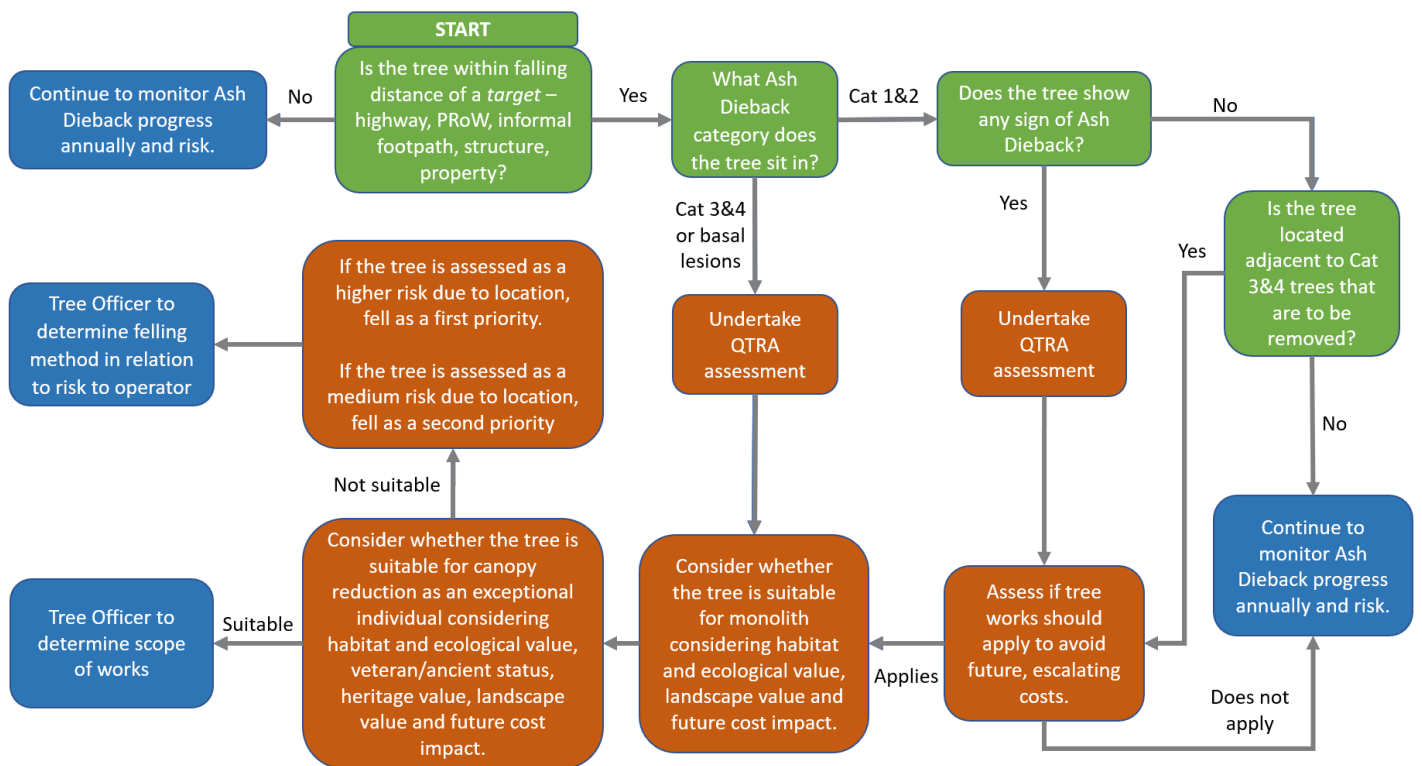 START
Is the tree within falling
distance of a target –
highway, PRoW, informal
footpath, structure,
property?
No
Continue to monitor Ash
Dieback progress
annually and risk.
Yes
What Ash
Dieback
category does
the tree sit in?
Cat 1&2
Does the tree show
any sign of Ash
Dieback?
No
Cat 3&4
or basal
lesions
Yes
Is the tree
located
adjacent to Cat
3&4 trees that
are to be
removed?
Yes
No
If the tree is assessed as a
higher risk due to location,
fell as a first priority.
If the tree is assessed as a
medium risk due to location,
fell as a second priority
Tree Officer to
determine felling
method in relation
to risk to operator
Undertake
QTRA
assessment
Undertake
QTRA
assessment
Not suitable
Consider whether the tree is
suitable for canopy
reduction as an exceptional
individual considering
habitat and ecological value,
veteran/ancient status,
heritage value, landscape
value and future cost
impact.
Suitable
Tree Officer to
determine scope
of works
Consider whether
the tree is suitable
for monolith
considering habitat
and ecological value,
landscape value and
future cost impact.
Applies
Assess if tree
works should
apply to avoid
future, escalating
costs.
Does not
apply
Continue to
monitor Ash
Dieback progress
annually and risk.